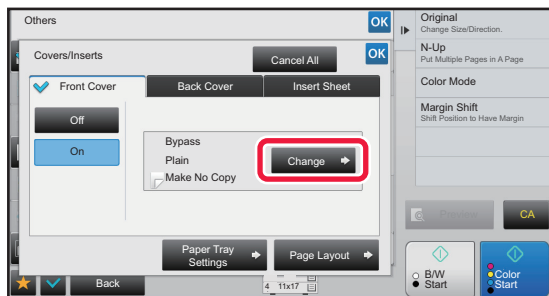 Others
OK
Original
Change Size/Direction.
N-Up
Put Multiple Pages in A Page
Color Mode
Margin Shift
Shift Position to Have Margin
Covers/Inserts
Cancel All
OK
Front Cover
Back Cover
Insert Sheet
Off
On
Bypass
Plain
Make No Copy
Change
Paper Tray
Settings
Page Layout
Preview
CA
Back
4 11x17
B/W
Start
Color
Start